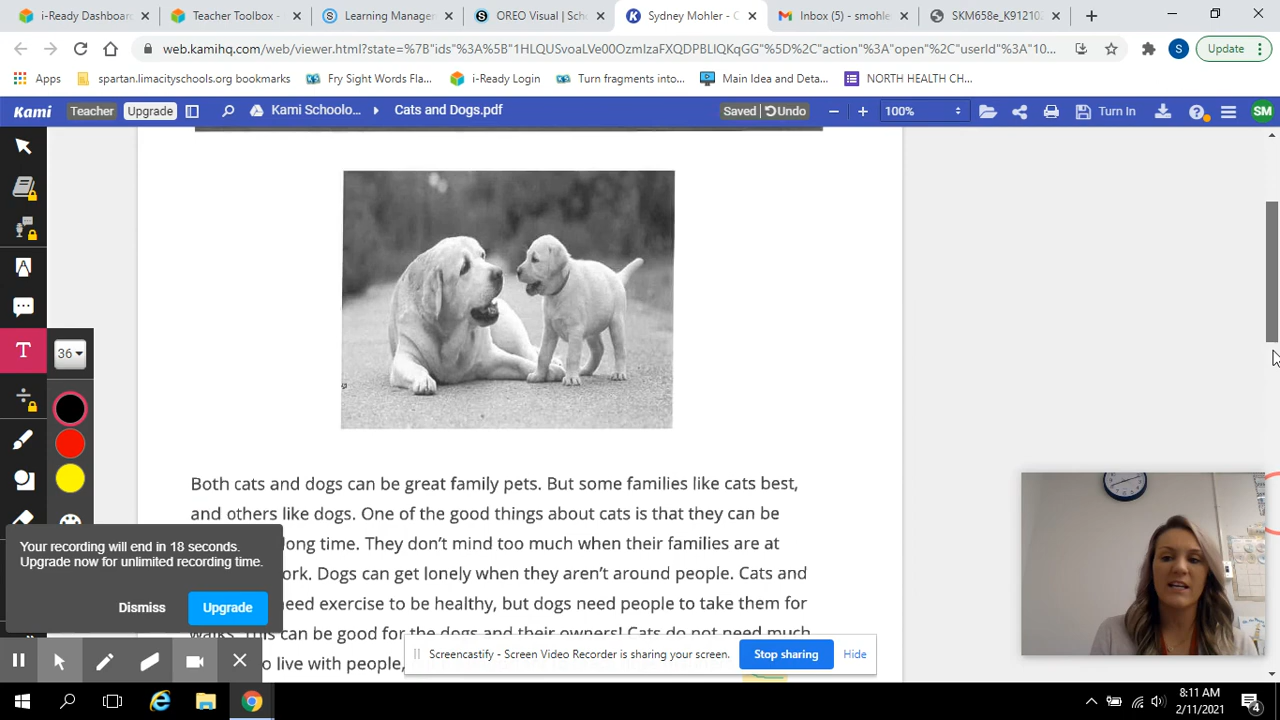 i-Ready Dashboard
Teacher Toolbox -
Learning Manage
OREO Visual | Sch
Sydney Mohler - C
Inbox (5) - smohle
SKM658e_K91210
web.kamihq.com/web/viewer.html?state=%7B"ids"%3A%5B"1HLQUSvoaLVe00OzmIzaFXQDPBLIQKqGG"%5D%2C"action"%3A"open"%2C"userId"%3A"10...
S
Update
Apps
spartan.limacityschools.org bookmarks
Fry Sight Words Fla...
i-Ready Login
Turn fragments into...
Main Idea and Deta...
NORTH HEALTH CH...
Kami
Teacher
Upgrade
Kami Schoolo...
Cats and Dogs.pdf
Saved
Undo
100%
Turn In
SM
T
36
Both cats and dogs can be great family pets. But some families like cats best,
and others like dogs. One of the good things about cats is that they can be
long time. They don't mind too much when their families are at
ork. Dogs can get lonely when they aren't around people. Cats and
need exercise to be healthy, but dogs need people to take them for
walks. This can be good for the dogs and their owners! Cats do not need much
o live with people,
Your recording will end in 18 seconds.
Upgrade now for unlimited recording time.
Dismiss
Upgrade
Screencastify - Screen Video Recorder is sharing your screen.
Stop sharing
Hide
8:11 AM
2/11/2021
4